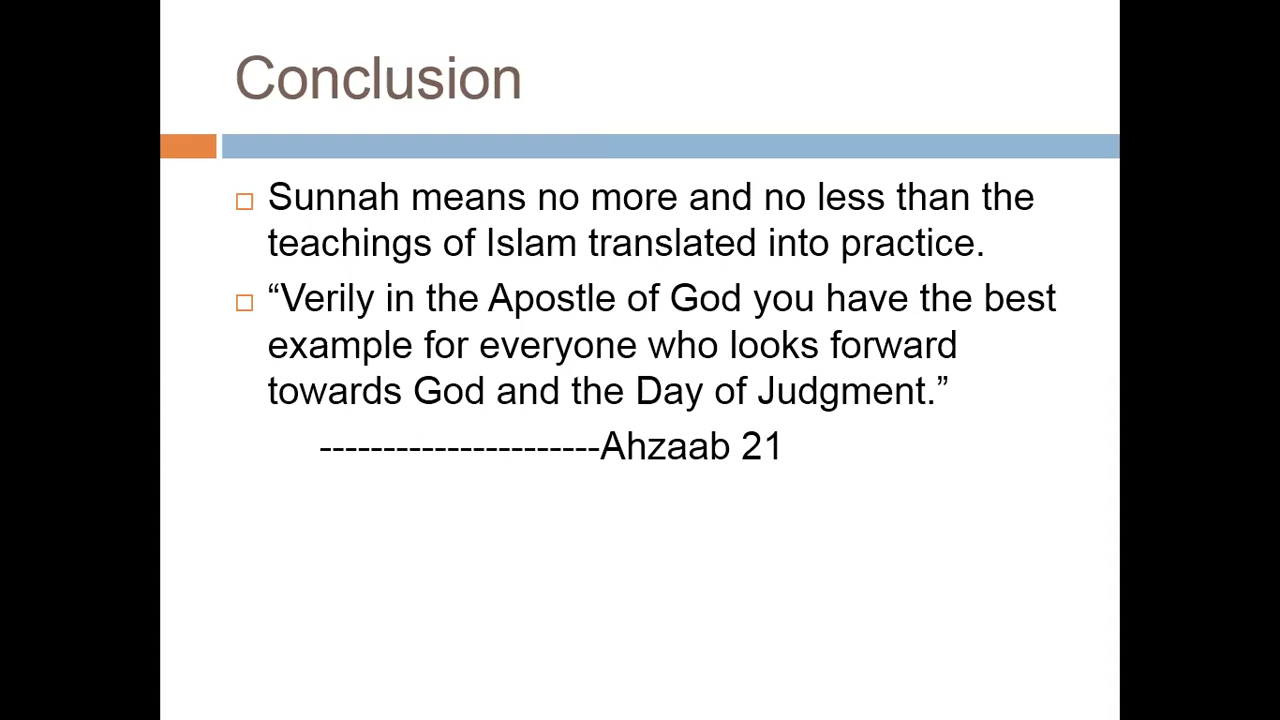 Conclusion
Sunnah means no more and no less than the
teachings of Islam translated into practice.
“Verily in the Apostle of God you have the best
example for everyone who looks forward
towards God and the Day of Judgment.”
----------------------Ahzaab 21